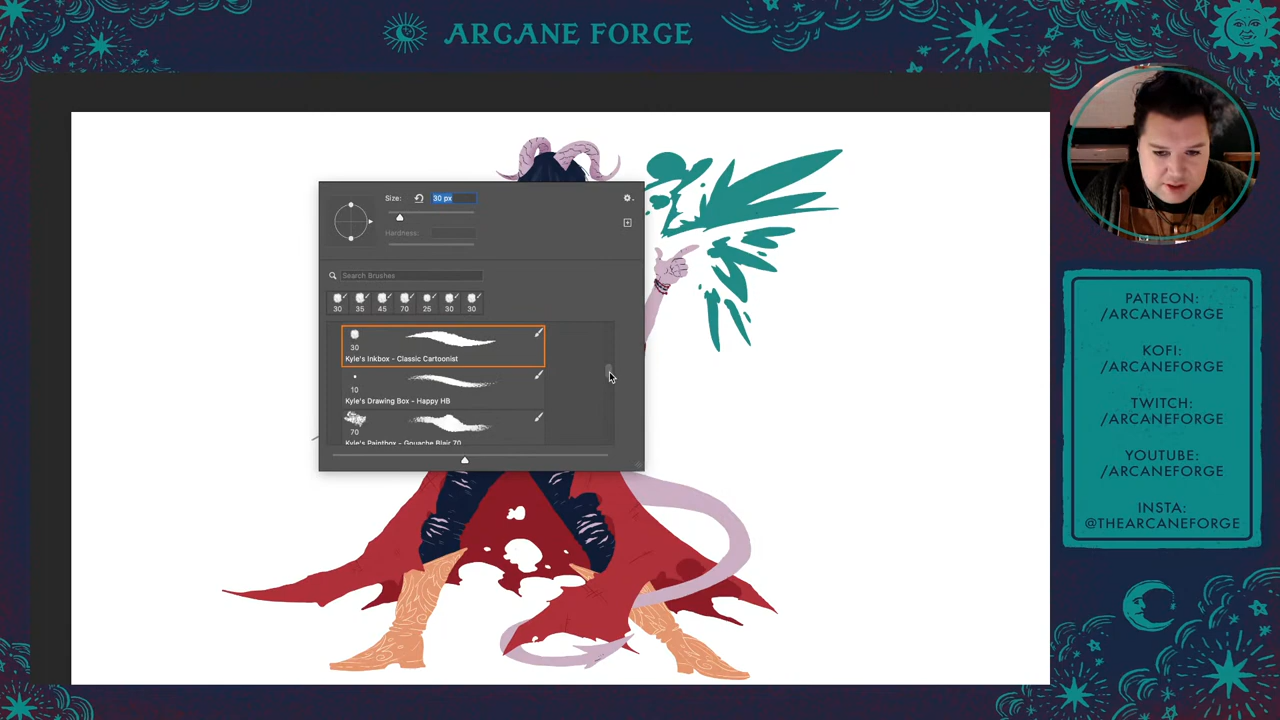 ARCANE FORGE
Size: 30 px
Hardness:
Search Brushes
30 35 45 70 25 30 30
30
Kyle's Inkbox - Classic Cartoonist
10
Kyle's Drawing Box - Happy HB
70
Kyle's Paintbox - Gouache Blair 70
PATREON:
/ARCANEFORGE
KOFI:
/ARCANEFORGE
TWITCH:
/ARCANEFORGE
YOUTUBE:
/ARCANEFORGE
INSTA:
@THEARCANEFORGE